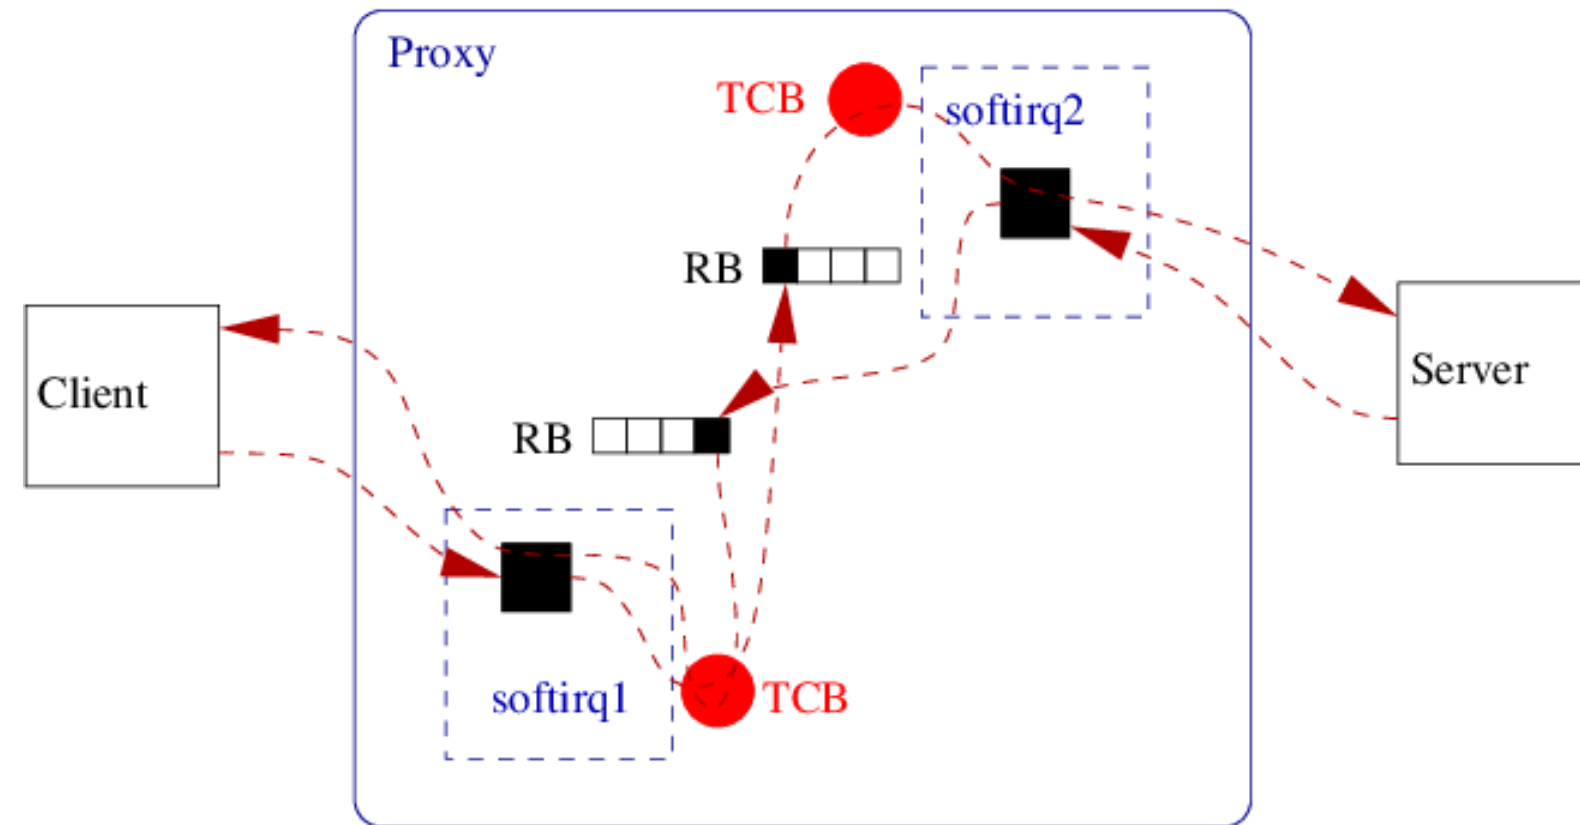 Proxy
TCB
softirq2
RB
Client
Server
RB
softirq1
TCB